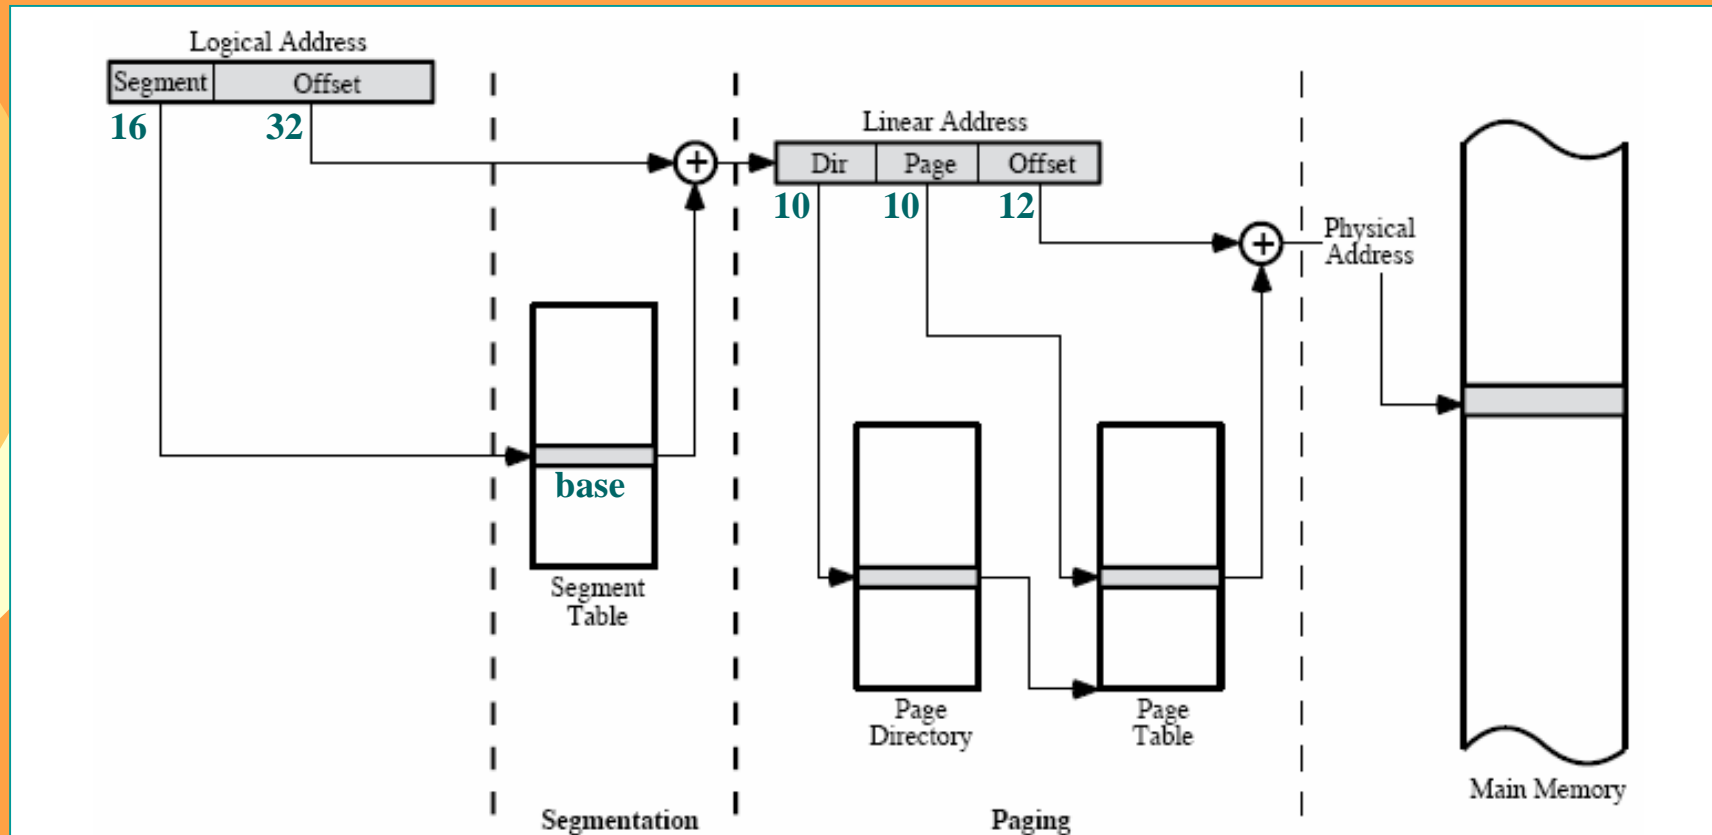 Logical Address
Segment Offset
16 32
Linear Address
Dir Page Offset
10 10 12
Physical
Address
base
Segment
Table
Page
Directory
Page
Table
Main Memory
Segmentation
Paging